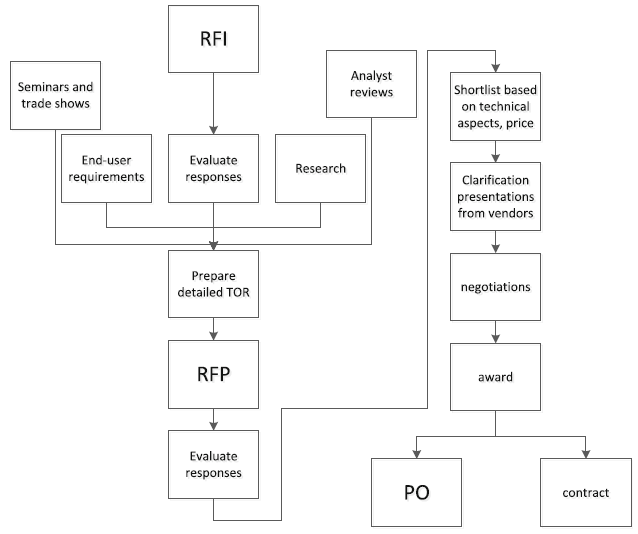 RFI
Seminars and
trade shows
Analyst
reviews
End-user
requirements
Evaluate
responses
Research
Prepare
detailed TOR
RFP
Evaluate
responses
Shortlist based
on technical
aspects, price
Clarification
presentations
from vendors
negotiations
award
PO
contract